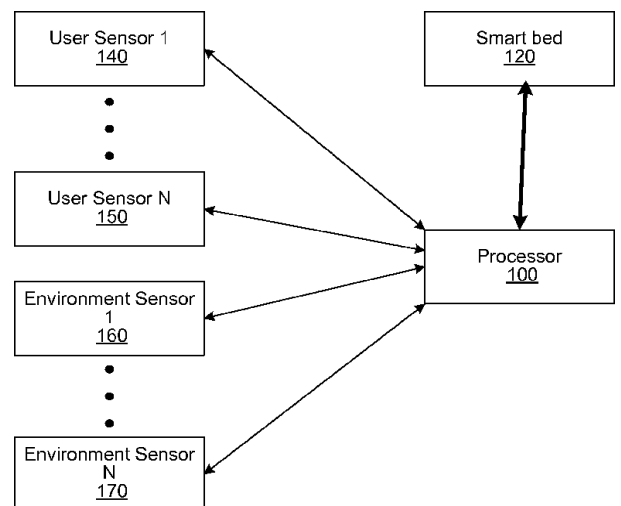 User Sensor 1
140
Smart bed
120
User Sensor N
150
Processor
100
Environment Sensor
1
160
Environment Sensor
N
170